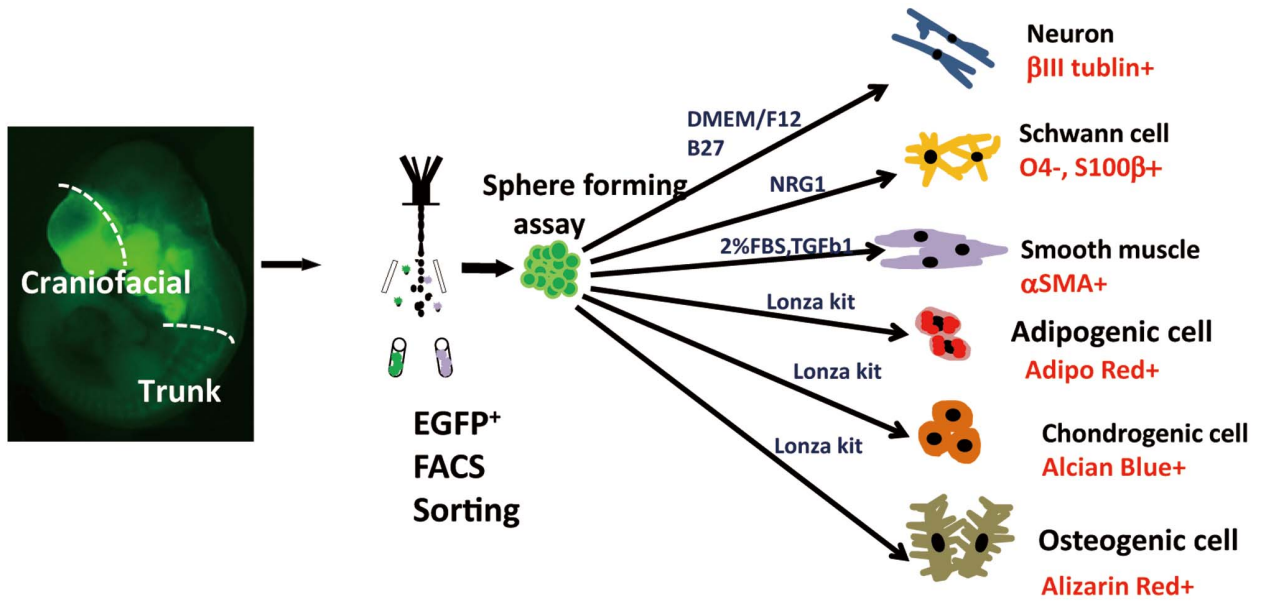 Craniofacial
Trunk
EGFP⁺
FACS
Sorting
Sphere forming
assay
DMEM/F12
B27
NRG1
2%FBS,TGFb1
Lonza kit
Lonza kit
Lonza kit
Neuron
βIII tublin+
Schwann cell
O4-, S100β+
Smooth muscle
αSMA+
Adipogenic cell
Adipo Red+
Chondrogenic cell
Alcian Blue+
Osteogenic cell
Alizarin Red+